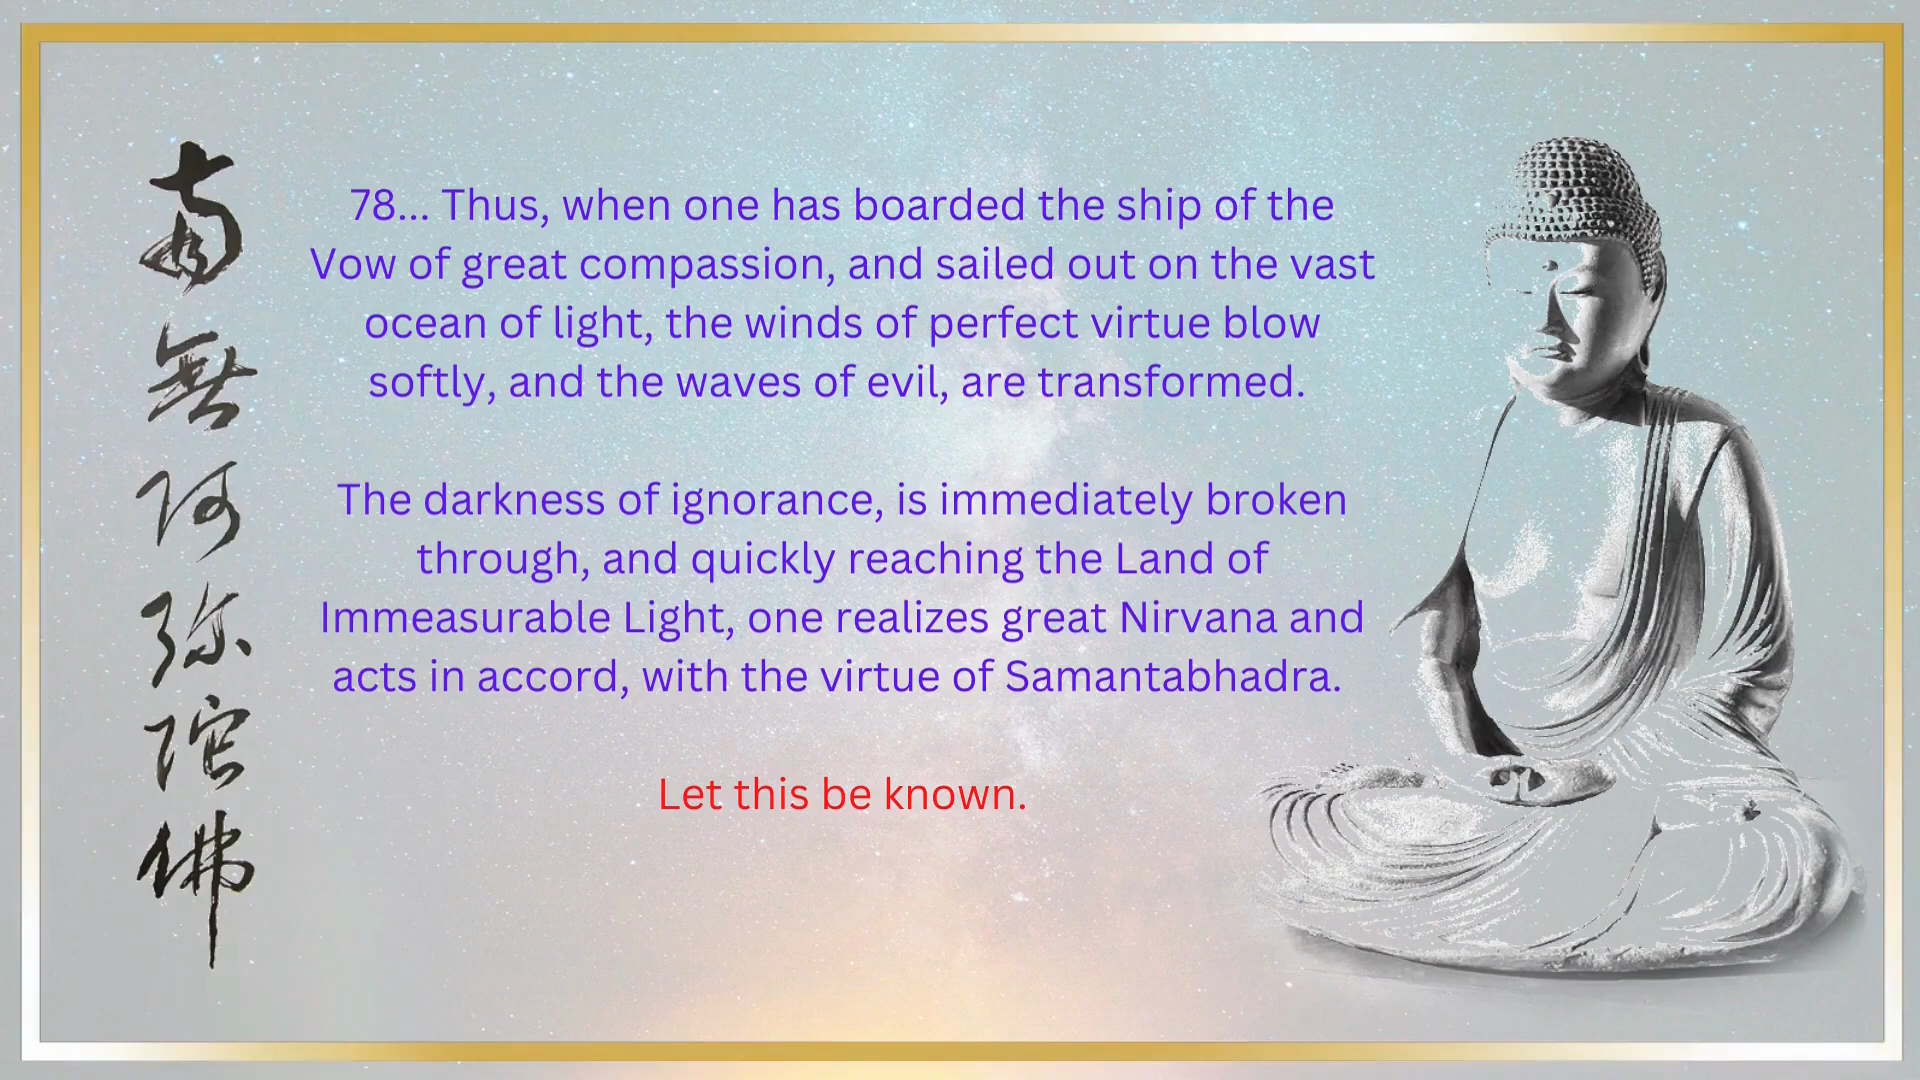 南無阿弥陀佛
78... Thus, when one has boarded the ship of the
Vow of great compassion, and sailed out on the vast
ocean of light, the winds of perfect virtue blow
softly, and the waves of evil, are transformed.
The darkness of ignorance, is immediately broken
through, and quickly reaching the Land of
Immeasurable Light, one realizes great Nirvana and
acts in accord, with the virtue of Samantabhadra.
Let this be known.